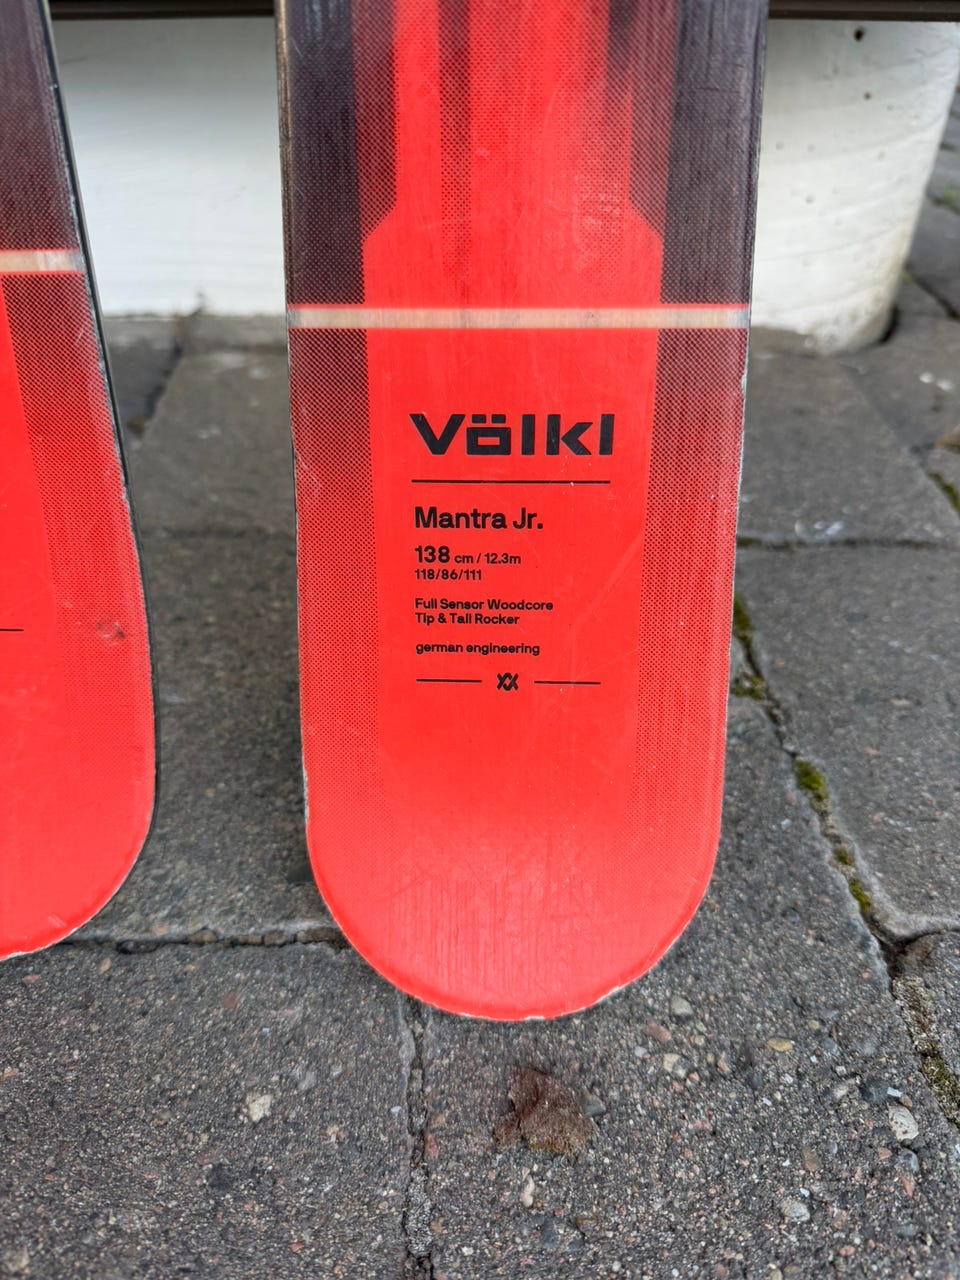 Völkl
Mantra Jr.
138 cm / 12.3m
118/86/111
Full Sensor Woodcore
Tip & Tail Rocker
german engineering